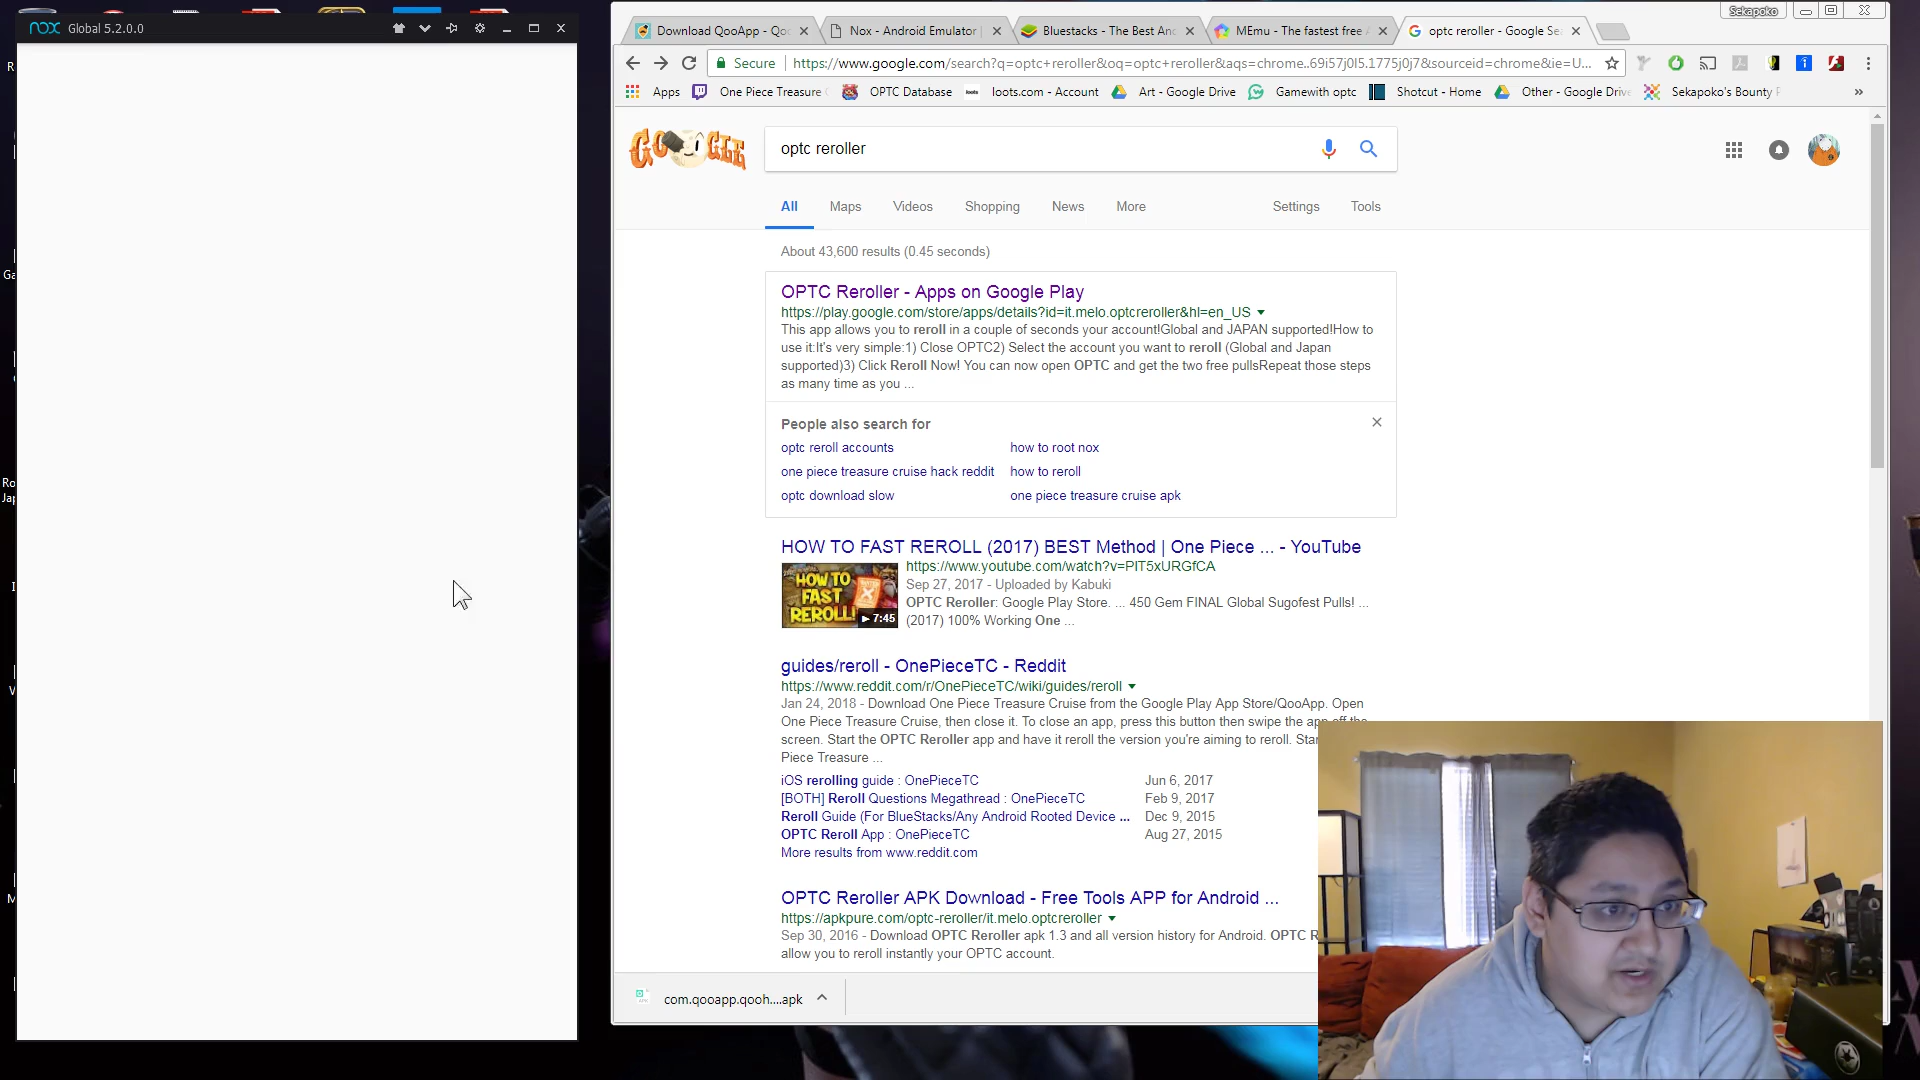 nox Global 5.2.0.0
Sekapoko
Download QooApp - Qo
Nox - Android Emulator |
Bluestacks - The Best An
MEmu - The fastest free
optc reroller - Google Se
Secure
https://www.google.com/search?q=optc+reroller&oq=optc+reroller&aqs=chrome..69i57j0l5.1775j0j7&sourceid=chrome&ie=U...
Apps
One Piece Treasure
OPTC Database
loots.com - Account
Art - Google Drive
Gamewith optc
Shotcut - Home
Other - Google Driv
Sekapoko's Bounty
»
GOOGLE
optc reroller
All
Maps
Videos
Shopping
News
More
Settings
Tools
About 43,600 results (0.45 seconds)
OPTC Reroller - Apps on Google Play
https://play.google.com/store/apps/details?id=it.melo.optcreroller&hl=en_US
This app allows you to reroll in a couple of seconds your account!Global and JAPAN supported!How to
use it:It's very simple:1) Close OPTC2) Select the account you want to reroll (Global and Japan
supported)3) Click Reroll Now! You can now open OPTC and get the two free pullsRepeat those steps
as many time as you ...
People also search for
optc reroll accounts
how to root nox
one piece treasure cruise hack reddit
how to reroll
optc download slow
one piece treasure cruise apk
HOW TO FAST REROLL (2017) BEST Method | One Piece ... - YouTube
https://www.youtube.com/watch?v=PlT5xURGfCA
Sep 27, 2017 - Uploaded by Kabuki
OPTC Reroller: Google Play Store. ... 450 Gem FINAL Global Sugofest Pulls! ...
(2017) 100% Working One ...
HOW TO
FAST
REROLL!
7:45
guides/reroll - OnePieceTC - Reddit
https://www.reddit.com/r/OnePieceTC/wiki/guides/reroll
Jan 24, 2018 - Download One Piece Treasure Cruise from the Google Play App Store/QooApp. Open
One Piece Treasure Cruise, then close it. To close an app, press this button then swipe the app off the
screen. Start the OPTC Reroller app and have it reroll the version you're aiming to reroll. Star
Piece Treasure ...
iOS rerolling guide : OnePieceTC
Jun 6, 2017
[BOTH] Reroll Questions Megathread : OnePieceTC
Feb 9, 2017
Reroll Guide (For BlueStacks/Any Android Rooted Device ...
Dec 9, 2015
OPTC Reroll App : OnePieceTC
Aug 27, 2015
More results from www.reddit.com
OPTC Reroller APK Download - Free Tools APP for Android ...
https://apkpure.com/optc-reroller/it.melo.optcreroller
Sep 30, 2016 - Download OPTC Reroller apk 1.3 and all version history for Android. OPTC R
allow you to reroll instantly your OPTC account.
com.qooapp.qooh....apk
R
Ga
Ro
Jap